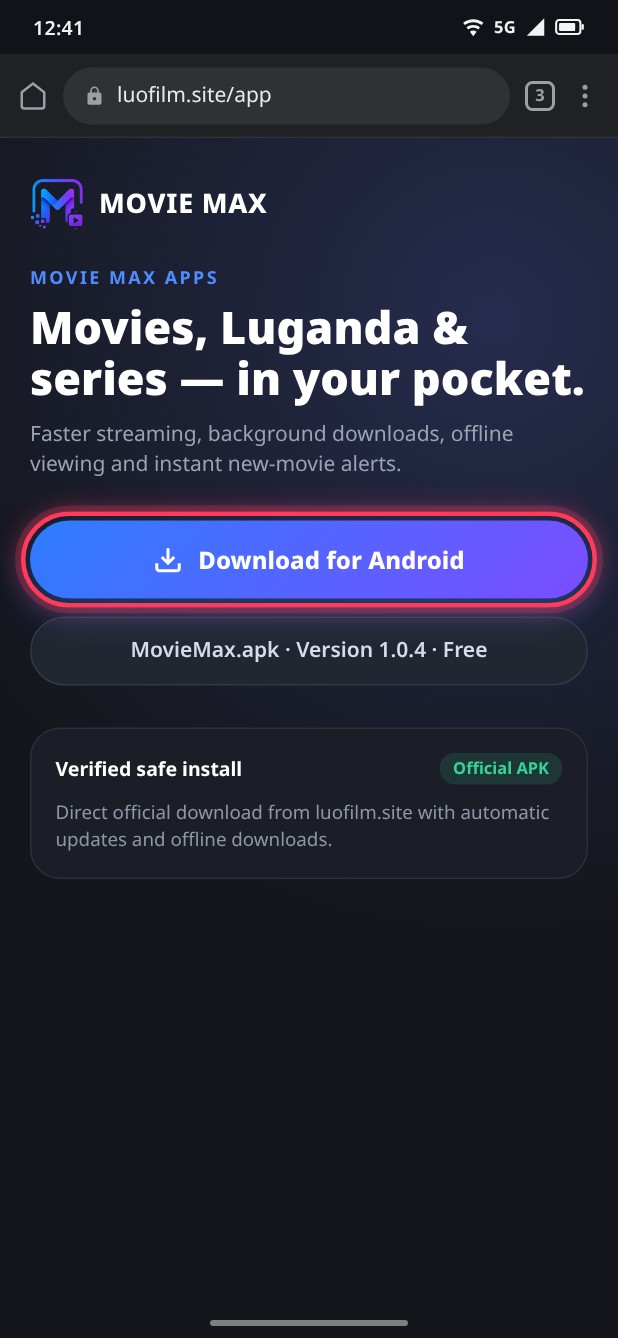 12:41
5G
luofilm.site/app
3
MOVIE MAX
MOVIE MAX APPS
Movies, Luganda &
series — in your pocket.
Faster streaming, background downloads, offline
viewing and instant new-movie alerts.
Download for Android
MovieMax.apk · Version 1.0.4 · Free
Verified safe install
Official APK
Direct official download from luofilm.site with automatic
updates and offline downloads.